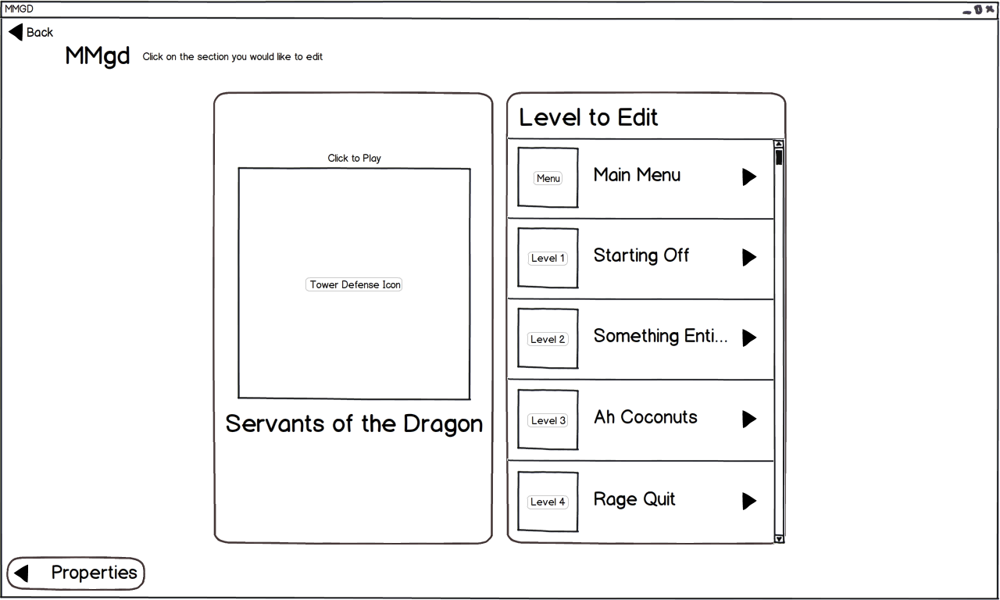 MMGD
Back
MMgd
Click on the section you would like to edit
Click to Play
Tower Defense Icon
Servants of the Dragon
Level to Edit
Menu
Main Menu
Level 1
Starting Off
Level 2
Something Enti...
Level 3
Ah Coconuts
Level 4
Rage Quit
Properties